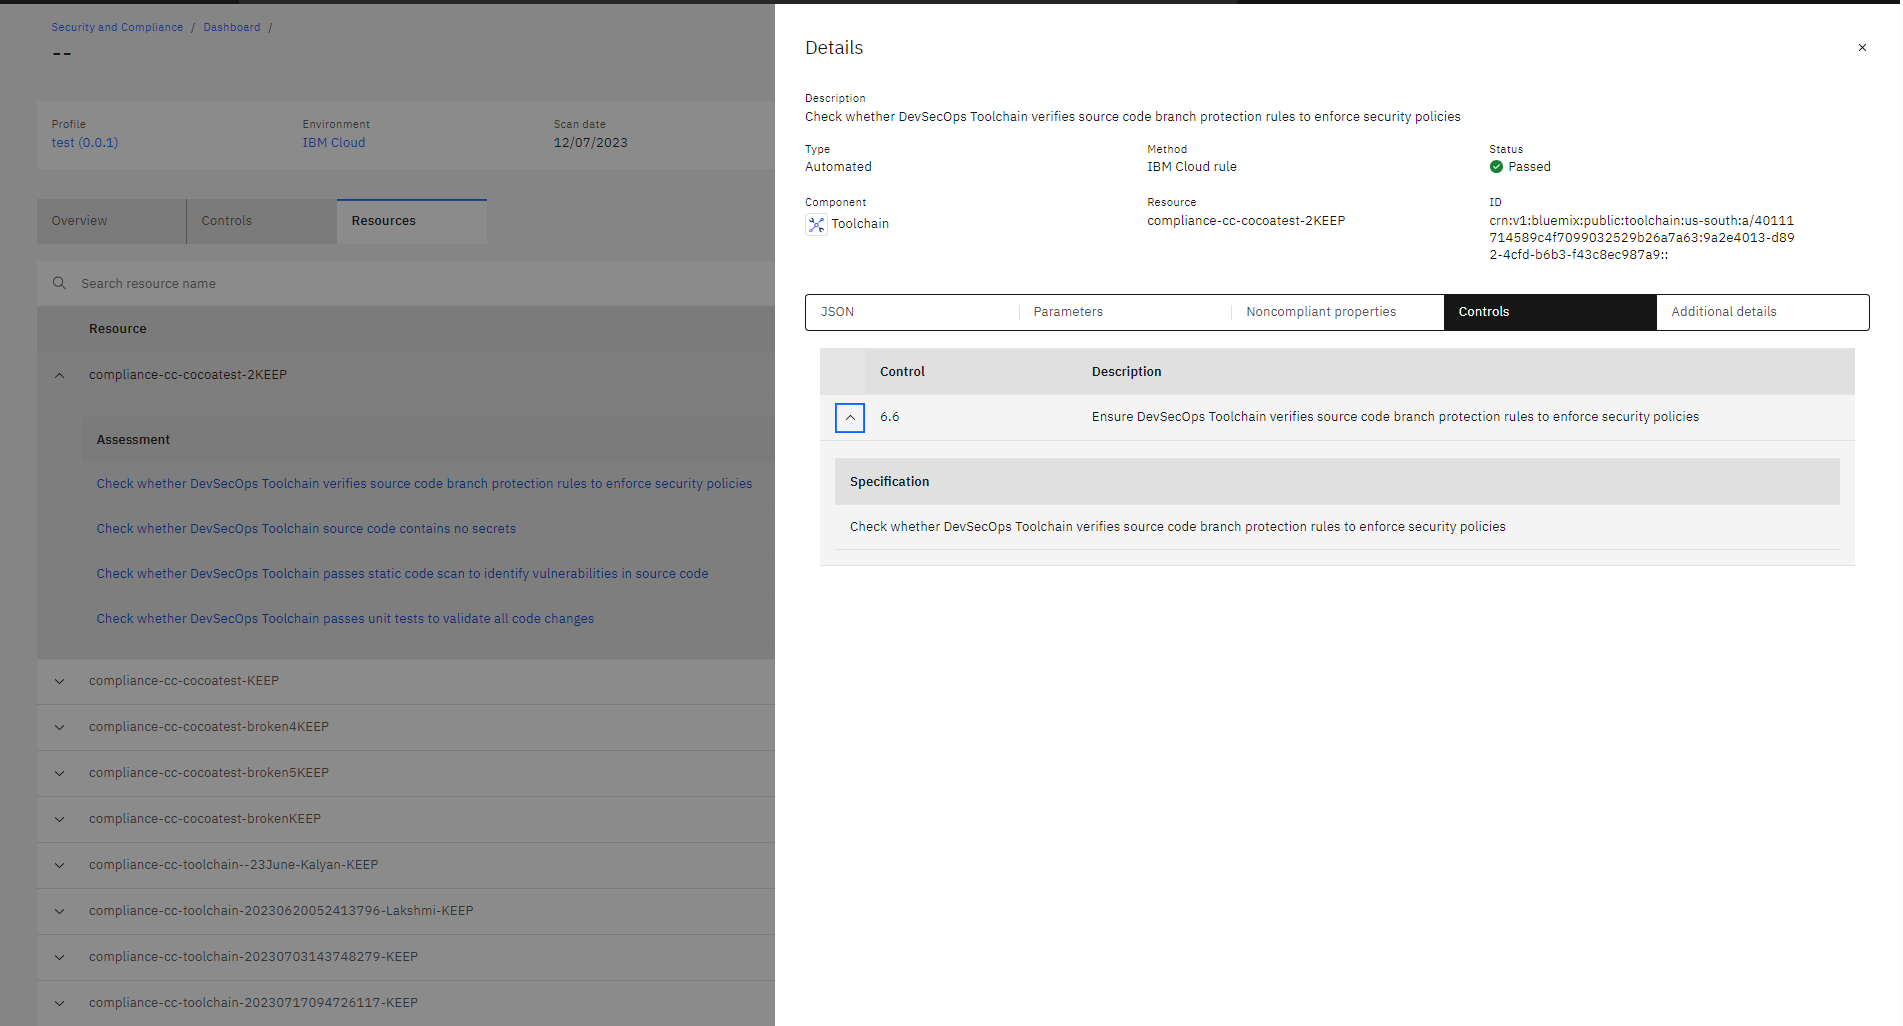 Security and Compliance / Dashboard /
--
Profile
test (0.0.1)
Environment
IBM Cloud
Scan date
12/07/2023
Overview
Controls
Resources
Search resource name
Resource
compliance-cc-cocoatest-2KEEP
Assessment
Check whether DevSecOps Toolchain verifies source code branch protection rules to enforce security policies
Check whether DevSecOps Toolchain source code contains no secrets
Check whether DevSecOps Toolchain passes static code scan to identify vulnerabilities in source code
Check whether DevSecOps Toolchain passes unit tests to validate all code changes
compliance-cc-cocoatest-KEEP
compliance-cc-cocoatest-broken4KEEP
compliance-cc-cocoatest-broken5KEEP
compliance-cc-cocoatest-brokenKEEP
compliance-cc-toolchain--23June-Kalyan-KEEP
compliance-cc-toolchain-20230620052413796-Lakshmi-KEEP
compliance-cc-toolchain-20230703143748279-KEEP
compliance-cc-toolchain-20230717094726117-KEEP
Details
Description
Check whether DevSecOps Toolchain verifies source code branch protection rules to enforce security policies
Type
Automated
Method
IBM Cloud rule
Status
Passed
Component
Toolchain
Resource
compliance-cc-cocoatest-2KEEP
ID
crn:v1:bluemix:public:toolchain:us-south:a/40111
714589c4f7099032529b26a7a63:9a2e4013-d89
2-4cfd-b6b3-f43c8ec987a9::
JSON
Parameters
Noncompliant properties
Controls
Additional details
Control
Description
6.6
Ensure DevSecOps Toolchain verifies source code branch protection rules to enforce security policies
Specification
Check whether DevSecOps Toolchain verifies source code branch protection rules to enforce security policies